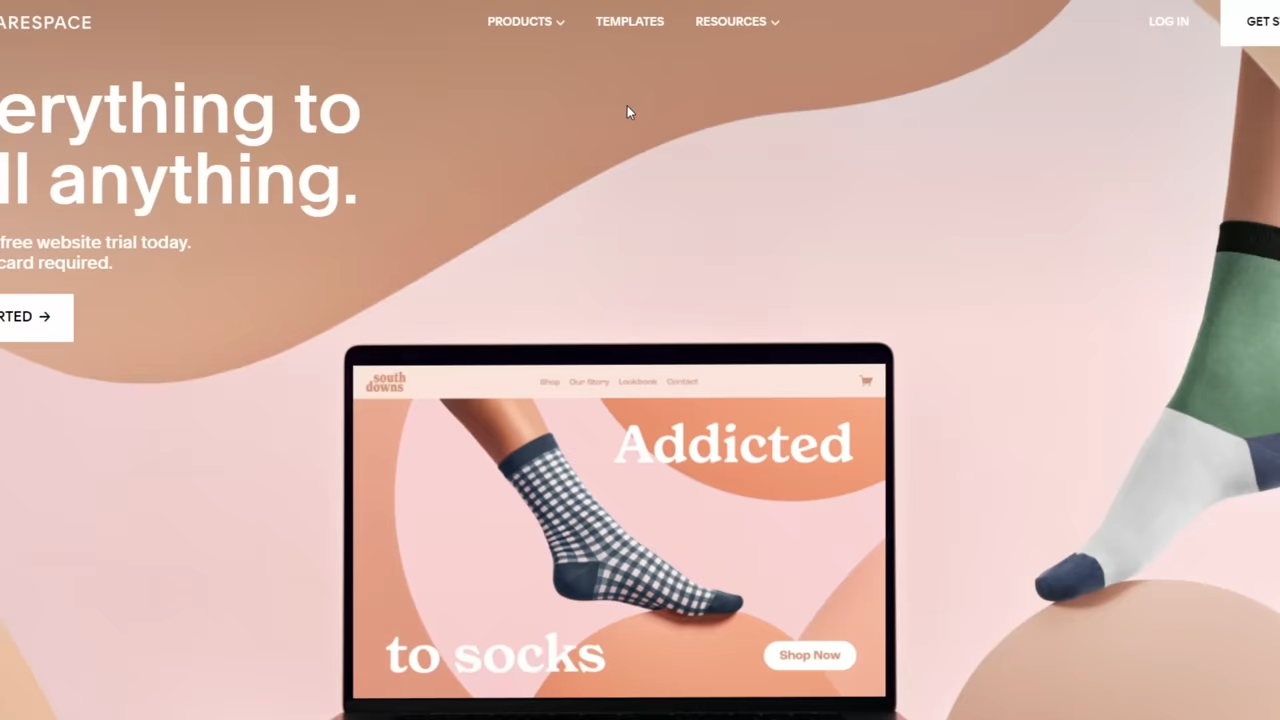 ARESPACE
PRODUCTS
TEMPLATES
RESOURCES
LOG IN
GET S
erything to
ll anything.
free website trial today.
card required.
RTED →
south
downs
Shop Our Story Lookbook Contact
Addicted
to socks
Shop Now